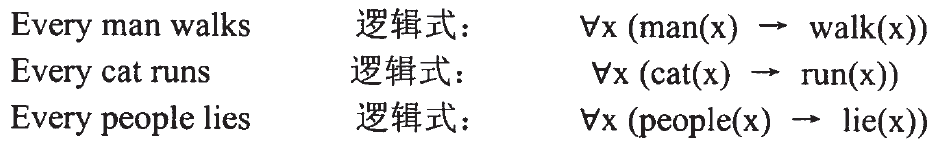 Every man walks 逻辑式： ∀x (man(x) → walk(x))
Every cat runs 逻辑式： ∀x (cat(x) → run(x))
Every people lies 逻辑式： ∀x (people(x) → lie(x))